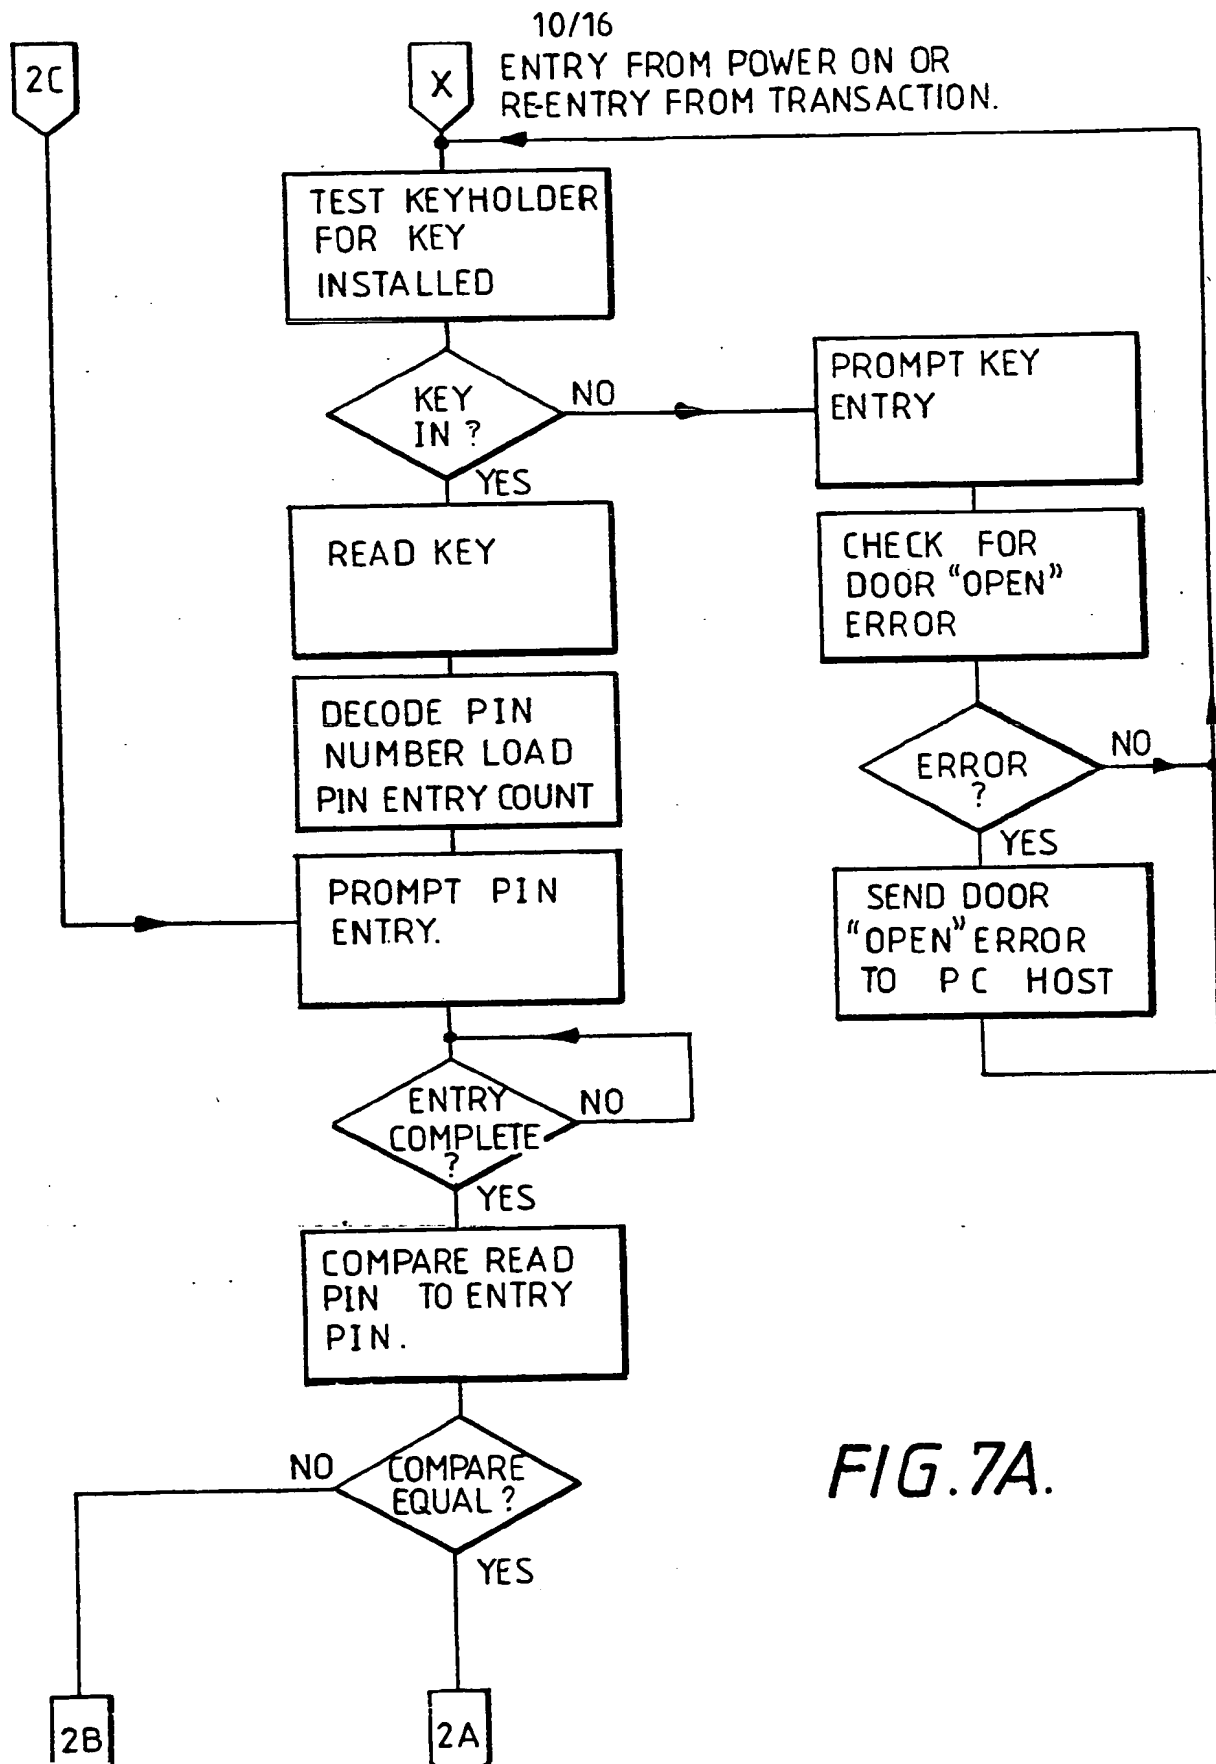 10/16
2C
X
ENTRY FROM POWER ON OR
RE-ENTRY FROM TRANSACTION.
TEST KEYHOLDER
FOR KEY
INSTALLED
KEY
IN ?
NO
YES
PROMPT KEY
ENTRY
READ KEY
CHECK FOR
DOOR "OPEN"
ERROR
DECODE PIN
NUMBER LOAD
PIN ENTRY COUNT
ERROR
?
NO
YES
PROMPT PIN
ENTRY.
SEND DOOR
"OPEN" ERROR
TO PC HOST
ENTRY
COMPLETE
?
NO
YES
COMPARE READ
PIN TO ENTRY
PIN.
NO
COMPARE
EQUAL ?
YES
FIG. 7A.
2B
2A